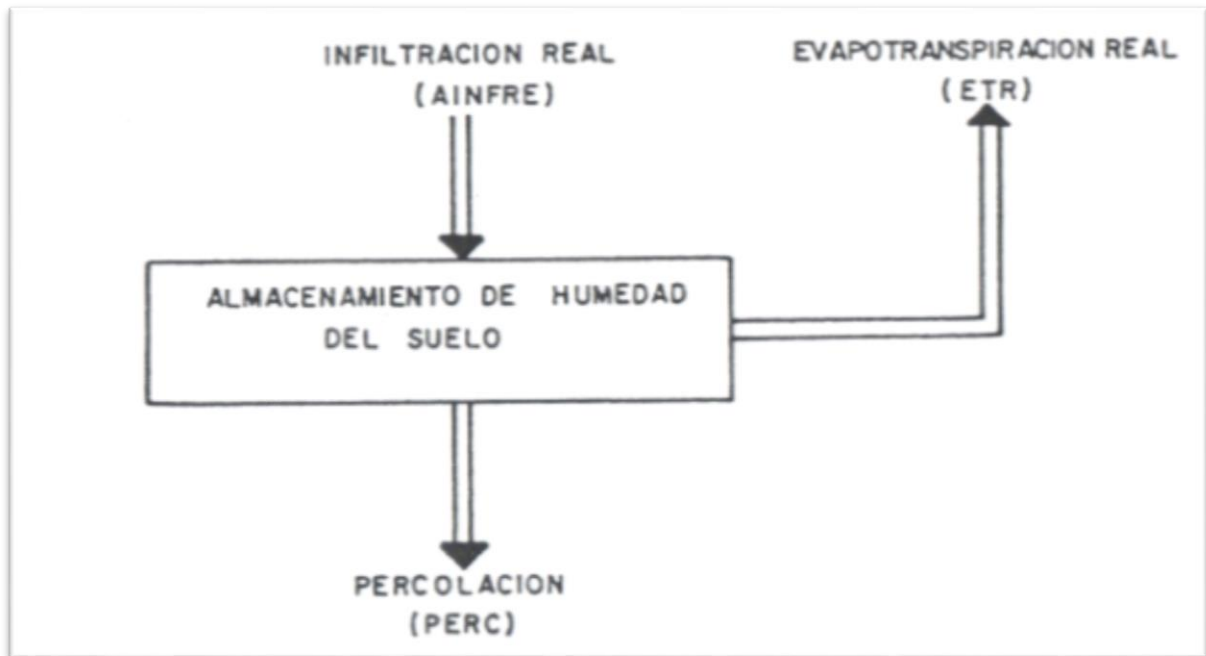 INFILTRACION REAL
(AINFRE)
EVAPOTRANSPIRACION REAL
(ETR)
ALMACENAMIENTO DE HUMEDAD
DEL SUELO
PERCOLACION
(PERC)